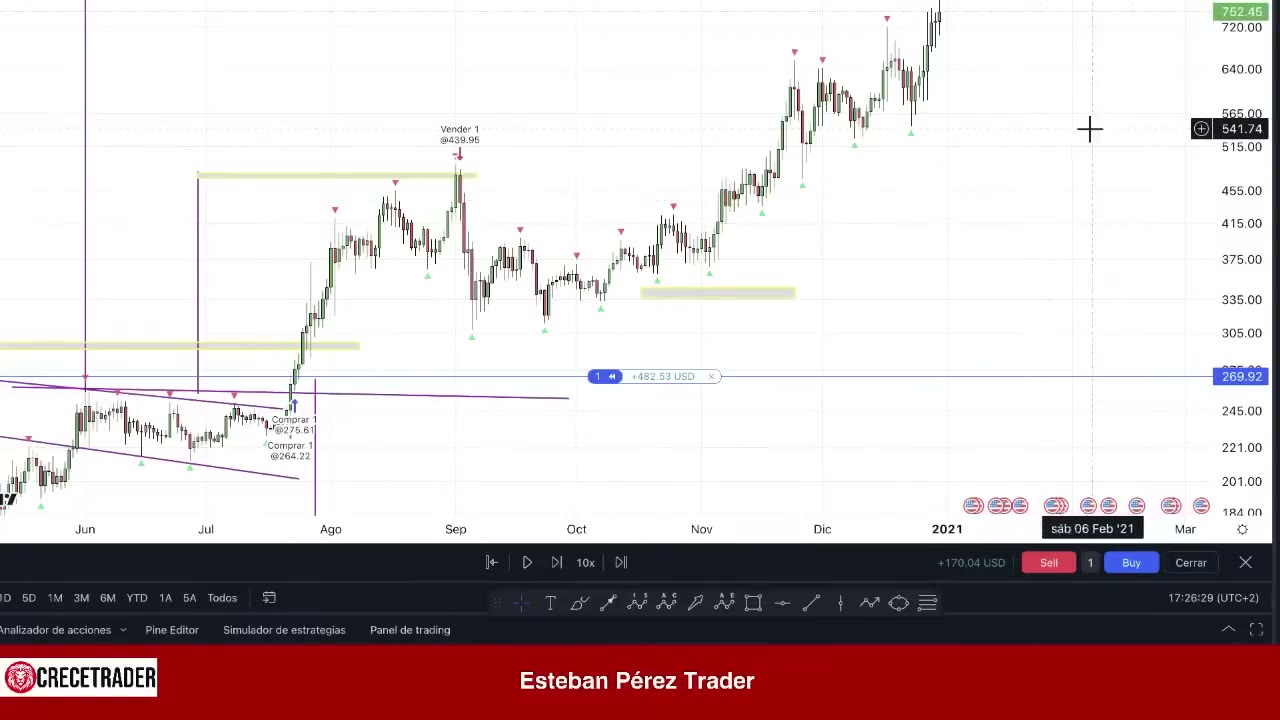 752.45
720.00
640.00
565.00
541.74
515.00
455.00
415.00
375.00
335.00
305.00
269.92
245.00
221.00
201.00
184.00
Vender 1
@439.95
1 +482.53 USD
Comprar 1
@275.61
Comprar 1
@264.22
Jun Jul Ago Sep Oct Nov Dic 2021 sáb 06 Feb '21 Mar
10x +170.04 USD Sell 1 Buy Cerrar
1D 5D 1M 3M 6M YTD 1A 5A Todos 17:26:29 (UTC+2)
Analizador de acciones Pine Editor Simulador de estrategias Panel de trading
CRECETRADER
Esteban Pérez Trader